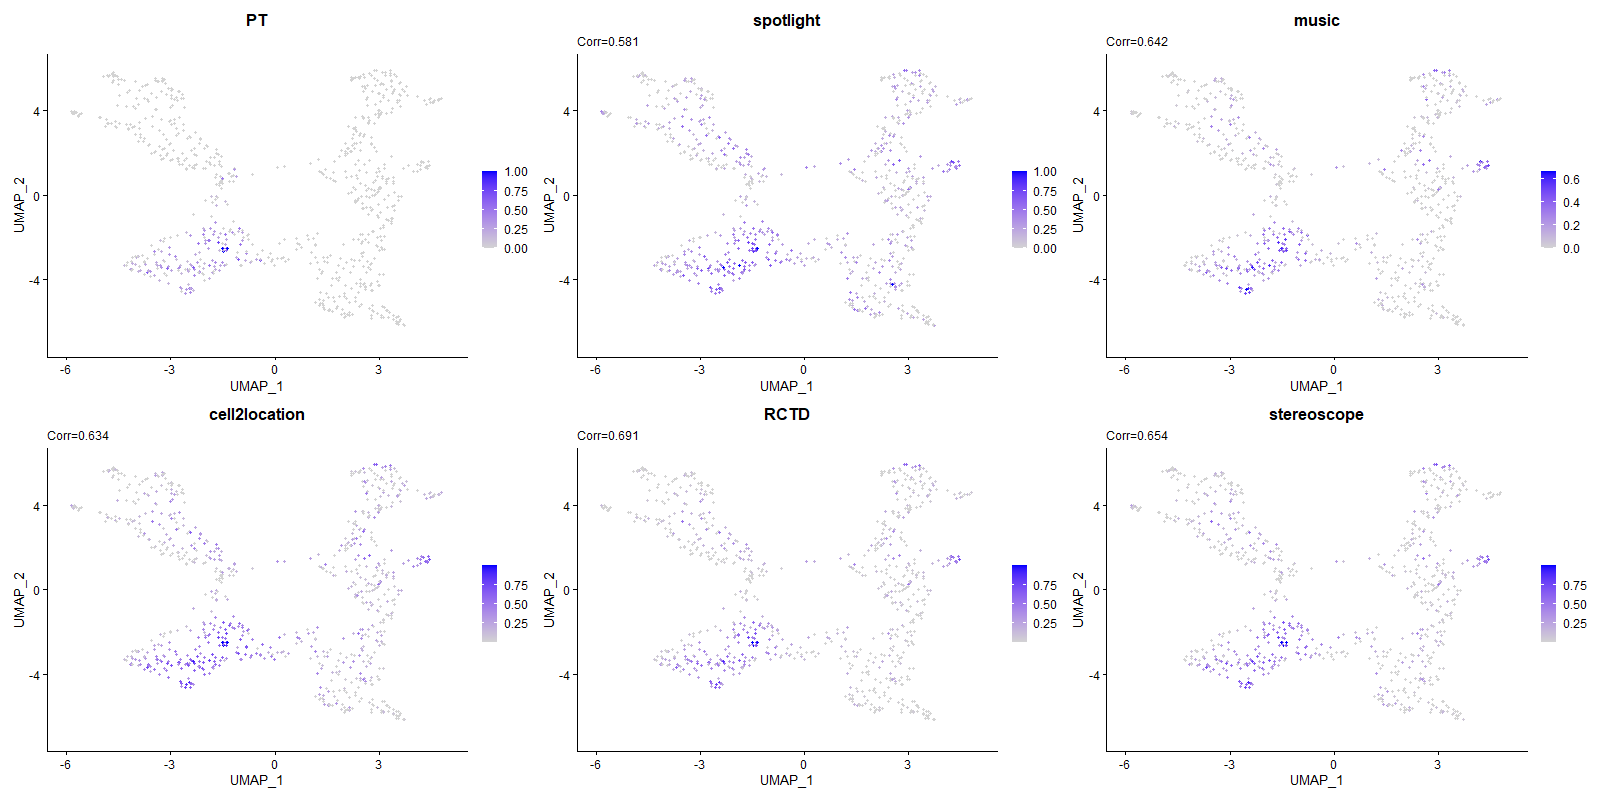 PT
UMAP_2
4
0
-4
-6
-3
0
3
UMAP_1
1.00
0.75
0.50
0.25
0.00
spotlight
Corr=0.581
UMAP_2
4
0
-4
-6
-3
0
3
UMAP_1
1.00
0.75
0.50
0.25
0.00
music
Corr=0.642
UMAP_2
4
0
-4
-6
-3
0
3
UMAP_1
0.6
0.4
0.2
0.0
cell2location
Corr=0.634
UMAP_2
4
0
-4
-6
-3
0
3
UMAP_1
0.75
0.50
0.25
RCTD
Corr=0.691
UMAP_2
4
0
-4
-6
-3
0
3
UMAP_1
0.75
0.50
0.25
stereoscope
Corr=0.654
UMAP_2
4
0
-4
-6
-3
0
3
UMAP_1
0.75
0.50
0.25